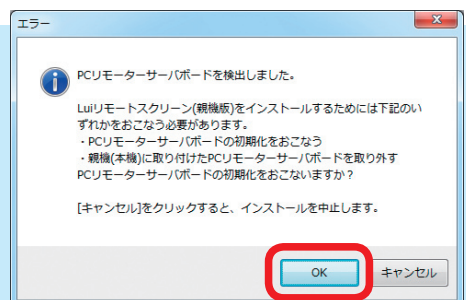 エラー
PCリモーターサーバボードを検出しました。
Luiリモートスクリーン(親機版)をインストールするためには下記のい
ずれかをおこなう必要があります。
・PCリモーターサーバボードの初期化をおこなう
・親機(本機)に取り付けたPCリモーターサーバボードを取り外す
PCリモーターサーバボードの初期化をおこないますか？
[キャンセル]をクリックすると、インストールを中止します。
OK
キャンセル